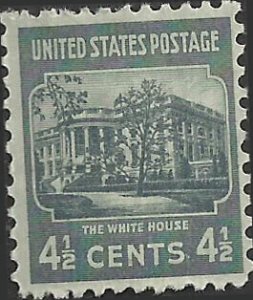 UNITED STATES POSTAGE
THE WHITE HOUSE
4½ CENTS 4½